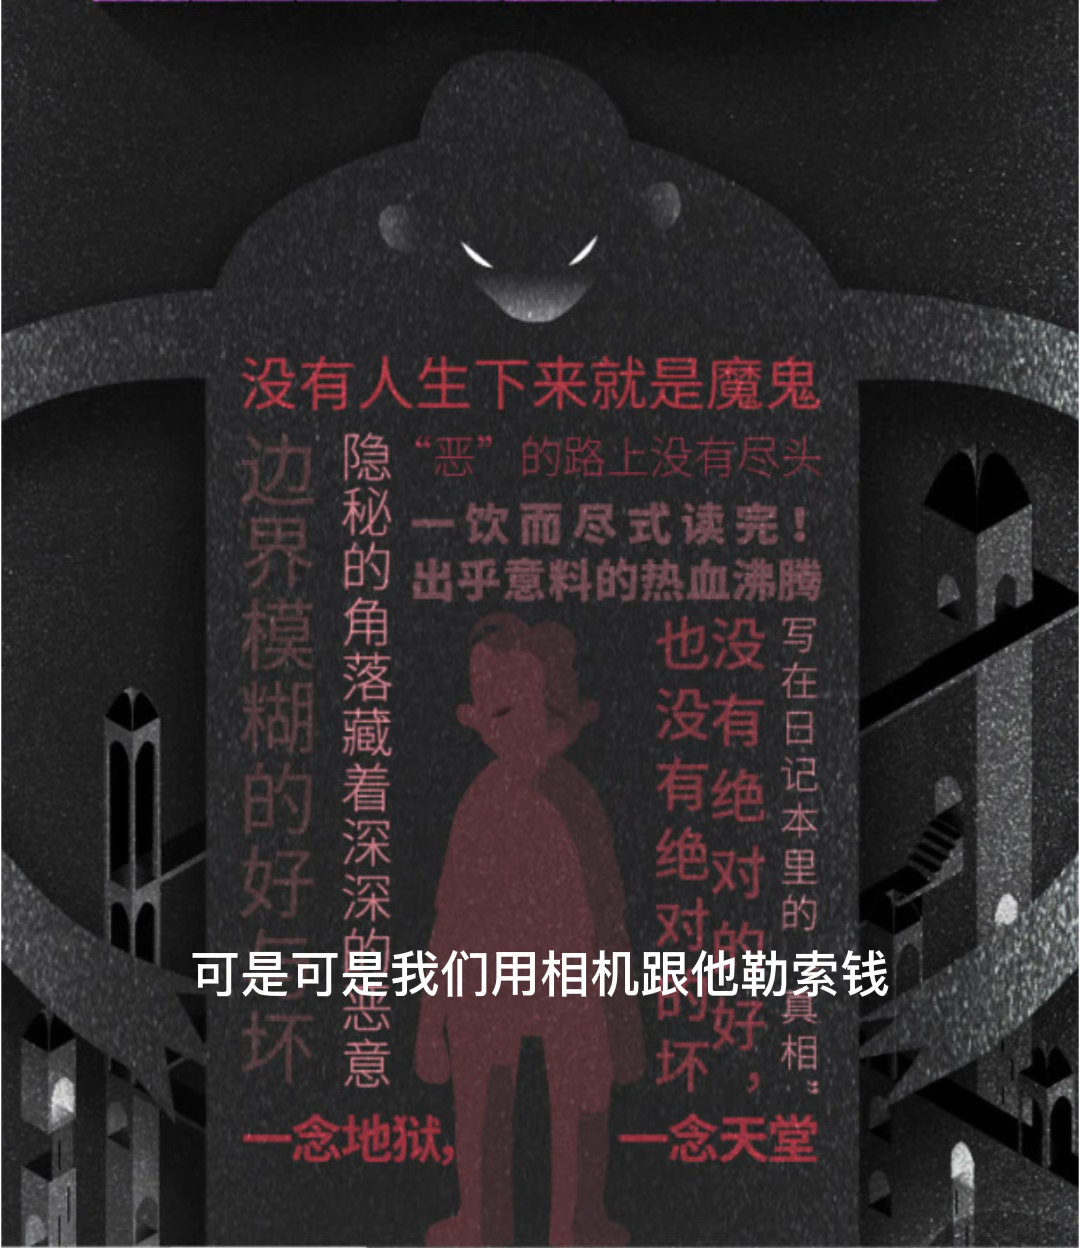 没有人生下来就是魔鬼
边界模糊的好与坏
隐秘的角落藏着深深的恶意
“恶”的路上没有尽头
一饮而尽式读完！
出乎意料的热血沸腾
没有绝对的好，
也没有绝对的坏
写在日记本里的“真相”
可是可是我们用相机跟他勒索钱
一念地狱，
一念天堂